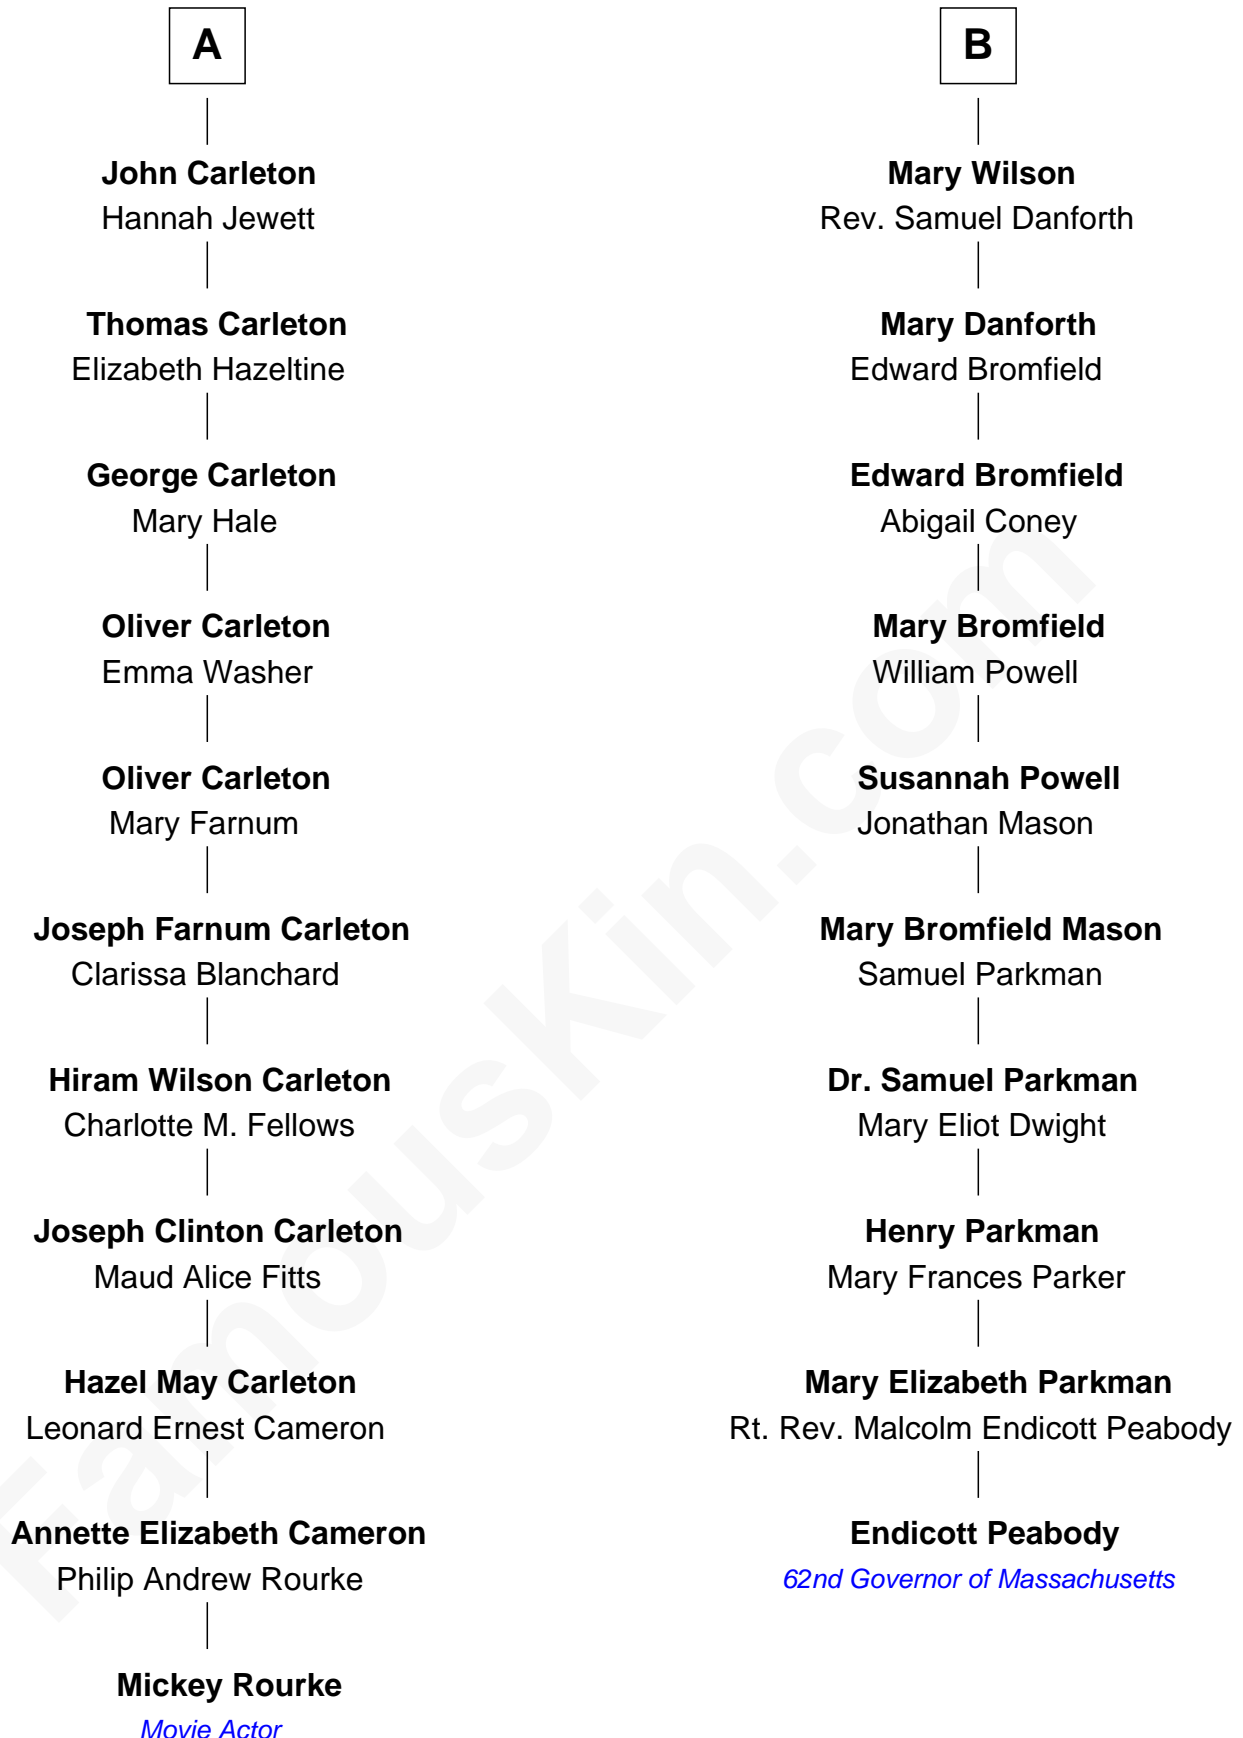 A
John Carleton
Hannah Jewett
Thomas Carleton
Elizabeth Hazeltine
George Carleton
Mary Hale
Oliver Carleton
Emma Washer
Oliver Carleton
Mary Farnum
Joseph Farnum Carleton
Clarissa Blanchard
Hiram Wilson Carleton
Charlotte M. Fellows
Joseph Clinton Carleton
Maud Alice Fitts
Hazel May Carleton
Leonard Ernest Cameron
Annette Elizabeth Cameron
Philip Andrew Rourke
Mickey Rourke
Movie Actor
B
Mary Wilson
Rev. Samuel Danforth
Mary Danforth
Edward Bromfield
Edward Bromfield
Abigail Coney
Mary Bromfield
William Powell
Susannah Powell
Jonathan Mason
Mary Bromfield Mason
Samuel Parkman
Dr. Samuel Parkman
Mary Eliot Dwight
Henry Parkman
Mary Frances Parker
Mary Elizabeth Parkman
Rt. Rev. Malcolm Endicott Peabody
Endicott Peabody
62nd Governor of Massachusetts
FamousKin.com